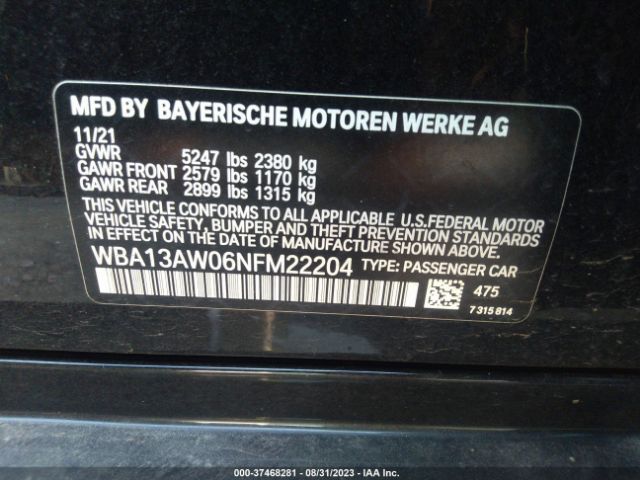 MFD BY BAYERISCHE MOTOREN WERKE AG
11/21
GVWR 5247 lbs 2380 kg
GAWR FRONT 2579 lbs 1170 kg
GAWR REAR 2899 lbs 1315 kg
THIS VEHICLE CONFORMS TO ALL APPLICABLE U.S.FEDERAL MOTOR
VEHICLE SAFETY, BUMPER, AND THEFT PREVENTION STANDARDS
IN EFFECT ON THE DATE OF MANUFACTURE SHOWN ABOVE.
WBA13AW06NFM22204 TYPE: PASSENGER CAR
475
7315814
000-37468281 - 08/31/2023 - IAA Inc.